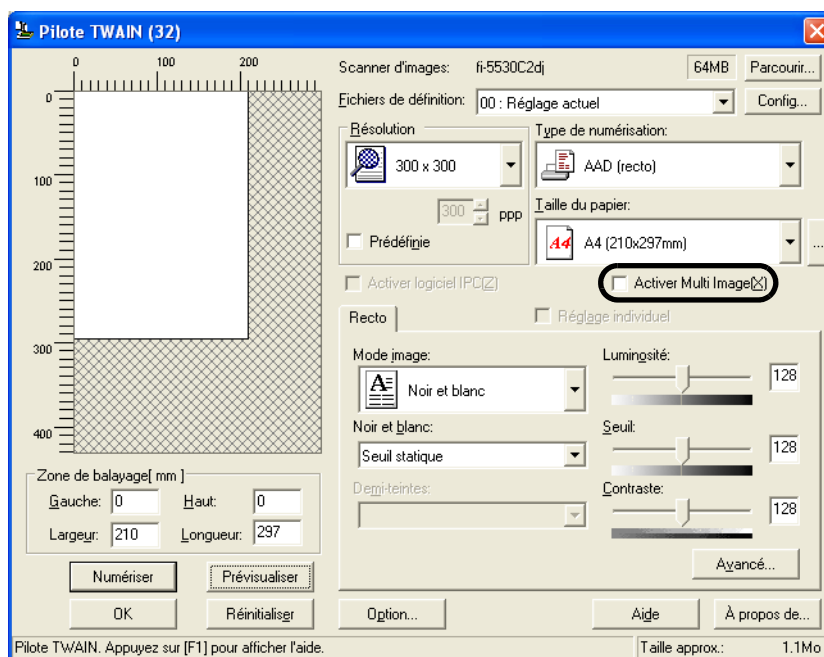 Pilote TWAIN (32)
0 100 200
0
100
200
300
400
Scanner d'images: fi-5530C2dj 64MB Parcourir...
Fichiers de définition: 00 : Réglage actuel Config...
Résolution
300 x 300
300 ppp
Prédéfinie
Type de numérisation:
AAD (recto)
Taille du papier:
A4 A4 (210x297mm) ...
Activer logiciel IPC(Z) Activer Multi Image(X)
Recto Réglage individuel
Mode image:
A Noir et blanc
Noir et blanc:
Seuil statique
Demi-teintes:
Luminosité:
128
Seuil:
128
Contraste:
128
Avancé...
Zone de balayage[ mm ]
Gauche: 0 Haut: 0
Largeur: 210 Longueur: 297
Numériser Prévisualiser
OK Réinitialiser Option... Aide À propos de...
Pilote TWAIN. Appuyez sur [F1] pour afficher l'aide. Taille approx.: 1.1Mo